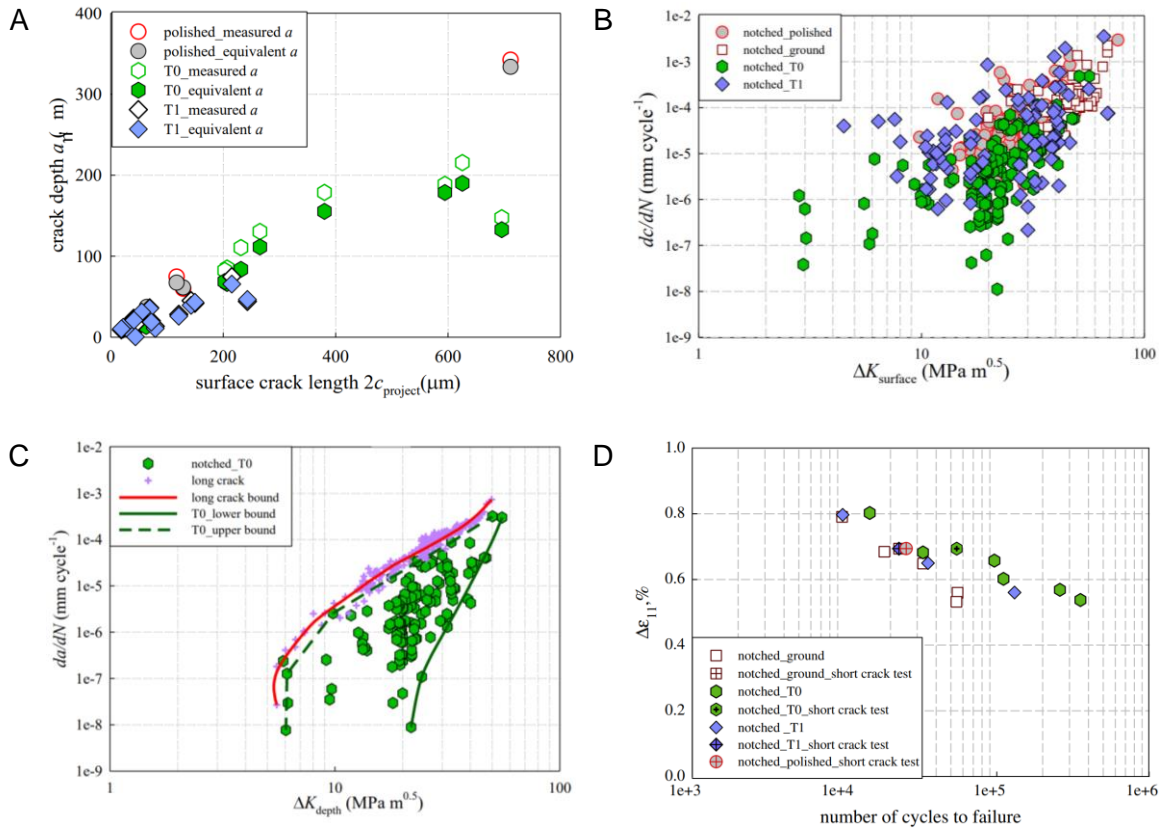 A
400
300
200
100
0
crack depth a
( m)
polished_measured a
polished_equivalent a
T0_measured a
T0_equivalent a
T1_measured a
T1_equivalent a
0 200 400 600 800
surface crack length 2cproject(μm)
B
1e-2
1e-3
1e-4
1e-5
1e-6
1e-7
1e-8
1e-9
dc/dN (mm cycle-1)
notched_polished
notched_ground
notched_T0
notched_T1
1 10 100
ΔKsurface (MPa m0.5)
C
1e-2
1e-3
1e-4
1e-5
1e-6
1e-7
1e-8
1e-9
da/dN (mm cycle-1)
notched_T0
long crack
long crack bound
T0_lower bound
T0_upper bound
1 10 100
ΔKdepth (MPa m0.5)
D
1.0
0.8
0.6
0.4
0.2
0.0
Δε11,%
notched_ground
notched_ground_short crack test
notched_T0
notched_T0_short crack test
notched _T1
notched_T1_short crack test
notched_polished_short crack test
1e+3 1e+4 1e+5 1e+6
number of cycles to failure